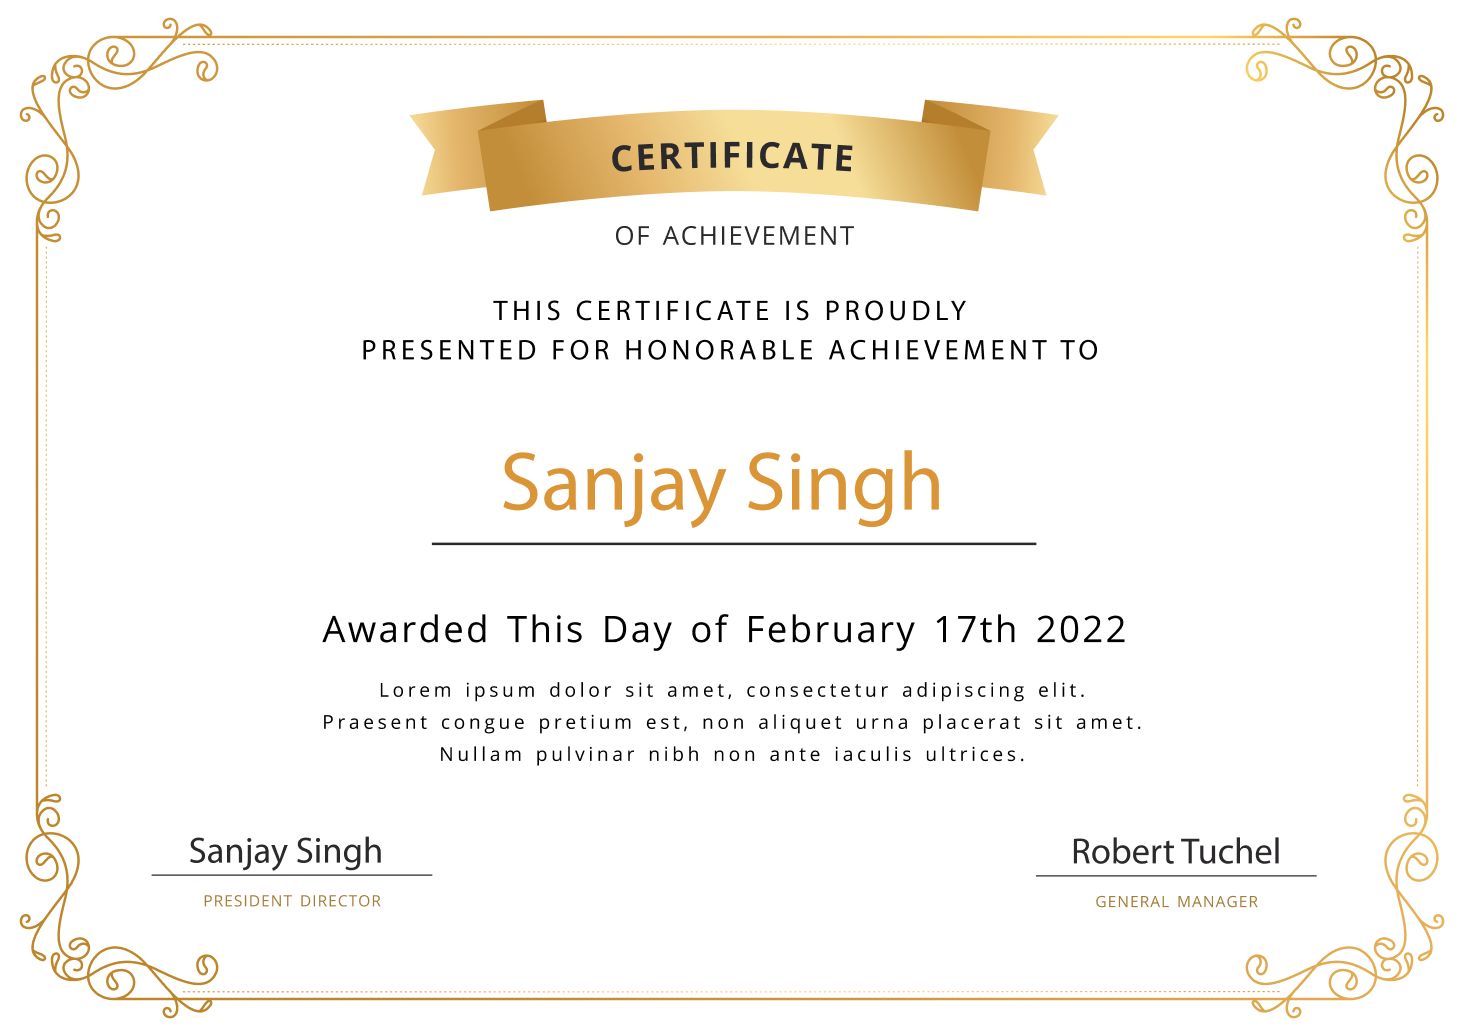 CERTIFICATE
OF ACHIEVEMENT
THIS CERTIFICATE IS PROUDLY
PRESENTED FOR HONORABLE ACHIEVEMENT TO
Sanjay Singh
Awarded This Day of February 17th 2022
Lorem ipsum dolor sit amet, consectetur adipiscing elit.
Praesent congue pretium est, non aliquet urna placerat sit amet.
Nullam pulvinar nibh non ante iaculis ultrices.
Sanjay Singh
PRESIDENT DIRECTOR
Robert Tuchel
GENERAL MANAGER